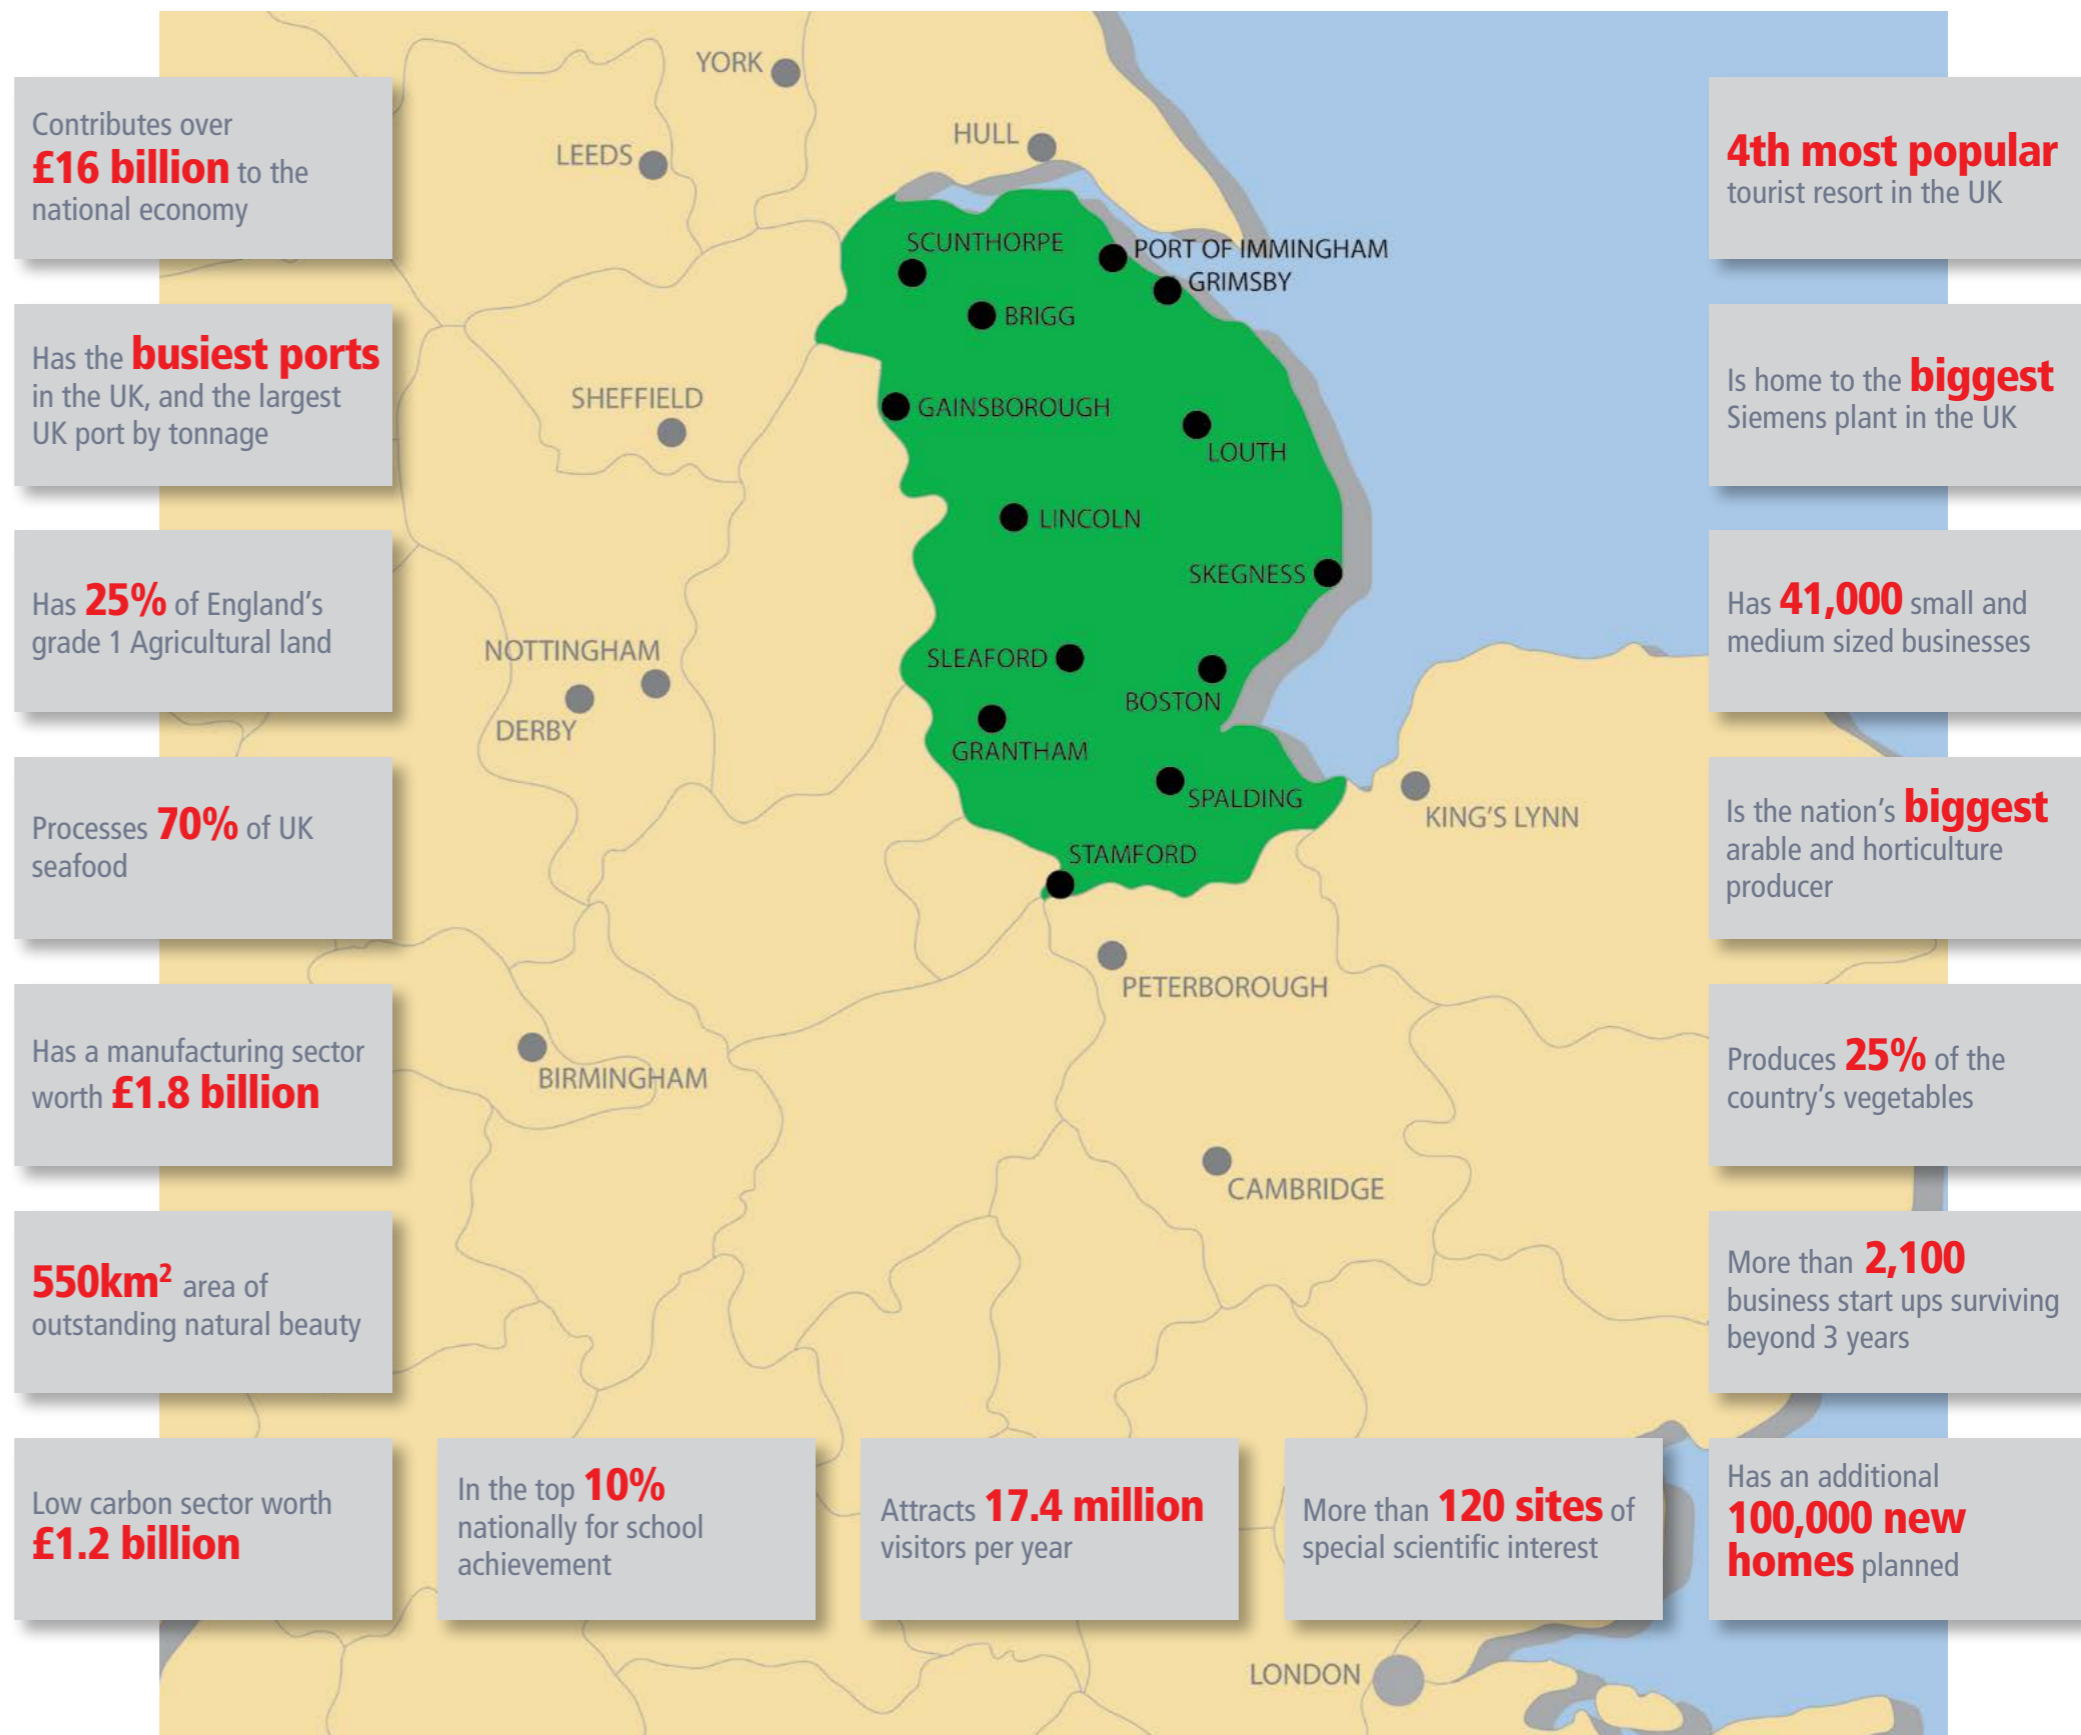 YORK
HULL
LEEDS
SCUNTHORPE
PORT OF IMMINGHAM
GRIMSBY
BRIGG
SHEFFIELD
GAINSBOROUGH
LOUTH
LINCOLN
SKEGNESS
NOTTINGHAM
SLEAFORD
BOSTON
DERBY
GRANTHAM
SPALDING
KING'S LYNN
STAMFORD
PETERBOROUGH
BIRMINGHAM
CAMBRIDGE
LONDON
Contributes over
£16 billion to the
national economy
Has the busiest ports
in the UK, and the largest
UK port by tonnage
Has 25% of England's
grade 1 Agricultural land
Processes 70% of UK
seafood
Has a manufacturing sector
worth £1.8 billion
550km² area of
outstanding natural beauty
Low carbon sector worth
£1.2 billion
In the top 10%
nationally for school
achievement
Attracts 17.4 million
visitors per year
More than 120 sites of
special scientific interest
4th most popular
tourist resort in the UK
Is home to the biggest
Siemens plant in the UK
Has 41,000 small and
medium sized businesses
Is the nation's biggest
arable and horticulture
producer
Produces 25% of the
country's vegetables
More than 2,100
business start ups surviving
beyond 3 years
Has an additional
100,000 new
homes planned